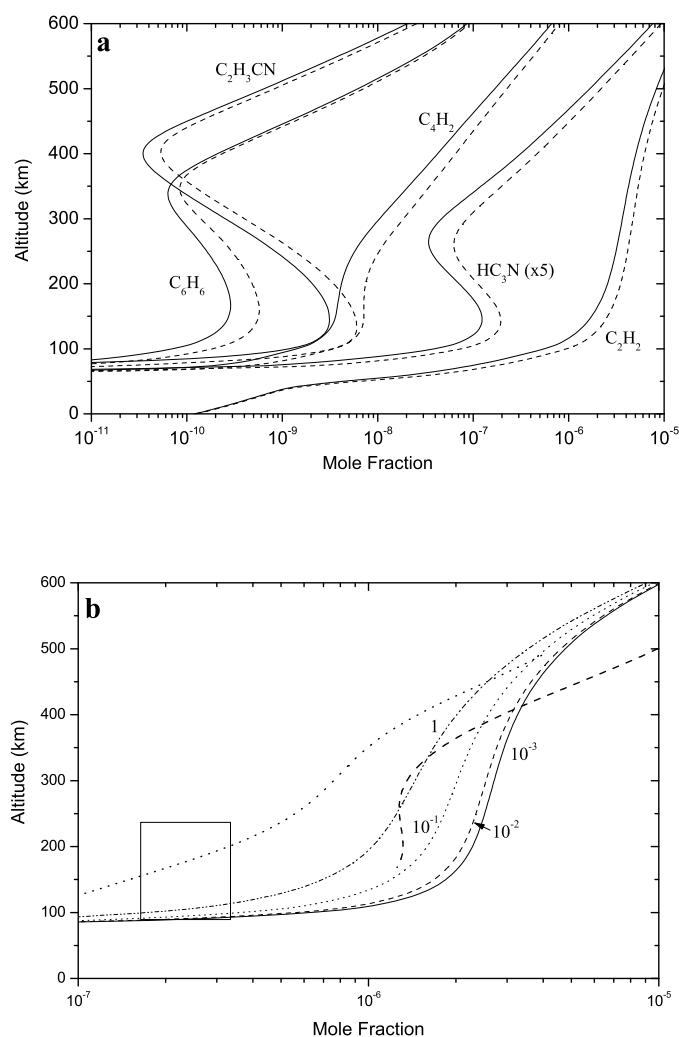 a
600
500
400
300
200
100
0
Altitude (km)
C₂H₃CN
C₄H₂
C₆H₆
HC₃N (x5)
C₂H₂
10⁻¹¹ 10⁻¹⁰ 10⁻⁹ 10⁻⁸ 10⁻⁷ 10⁻⁶ 10⁻⁵
Mole Fraction
b
600
500
400
300
200
100
0
Altitude (km)
1
10⁻³
10⁻¹
10⁻²
10⁻⁷ 10⁻⁶ 10⁻⁵
Mole Fraction